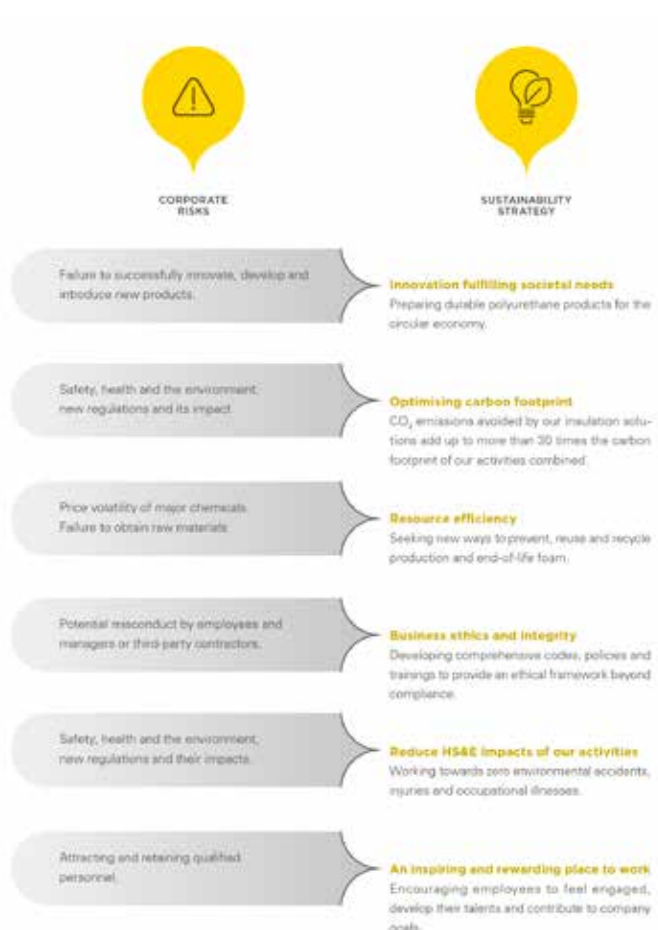 CORPORATE
RISKS
SUSTAINABILITY
STRATEGY
Failure to successfully innovate, develop and
introduce new products.
Innovation fulfilling societal needs
Preparing durable polyurethane products for the
circular economy.
Safety, health and the environment,
new regulations and its impact
Optimising carbon footprint
CO₂ emissions avoided by our insulation solu-
tions add up to more than 30 times the carbon
footprint of our activities combined
Price volatility of major chemicals
Failure to obtain raw materials
Resource efficiency
Seeking new ways to prevent, reuse and recycle
production and end-of-life foam.
Potential misconduct by employees and
managers or third-party contractors.
Business ethics and integrity
Developing comprehensive codes, policies and
trainings to provide an ethical framework beyond
compliance.
Safety, health and the environment,
new regulations and their impacts.
Reduce HS&E impacts of our activities
Working towards zero environmental accidents,
injuries and occupational illnesses.
Attracting and retaining qualified
personnel.
An inspiring and rewarding place to work
Encouraging employees to feel engaged,
develop their talents and contribute to company
goals.